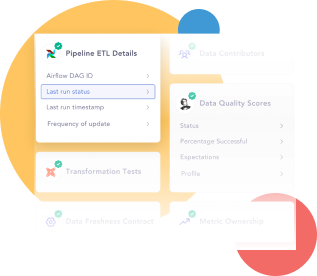 Pipeline ETL Details
Airflow DAG ID
Last run status
Last run timestamp
Frequency of update
Transformation Tests
Data Freshness Contract
Data Contributors
Data Quality Scores
Status
Percentage Successful
Expectations
Profile
Metric Ownership